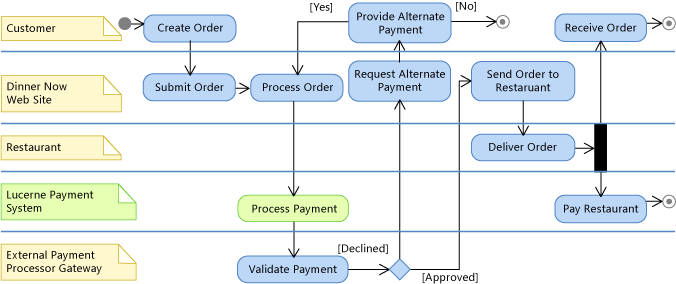 [Yes]
Provide Alternate
Payment
[No]
Customer
Create Order
Receive Order
Dinner Now
Web Site
Submit Order
Process Order
Request Alternate
Payment
Send Order to
Restaruant
Restaurant
Deliver Order
Lucerne Payment
System
Process Payment
Pay Restaurant
External Payment
Processor Gateway
Validate Payment
[Declined]
[Approved]